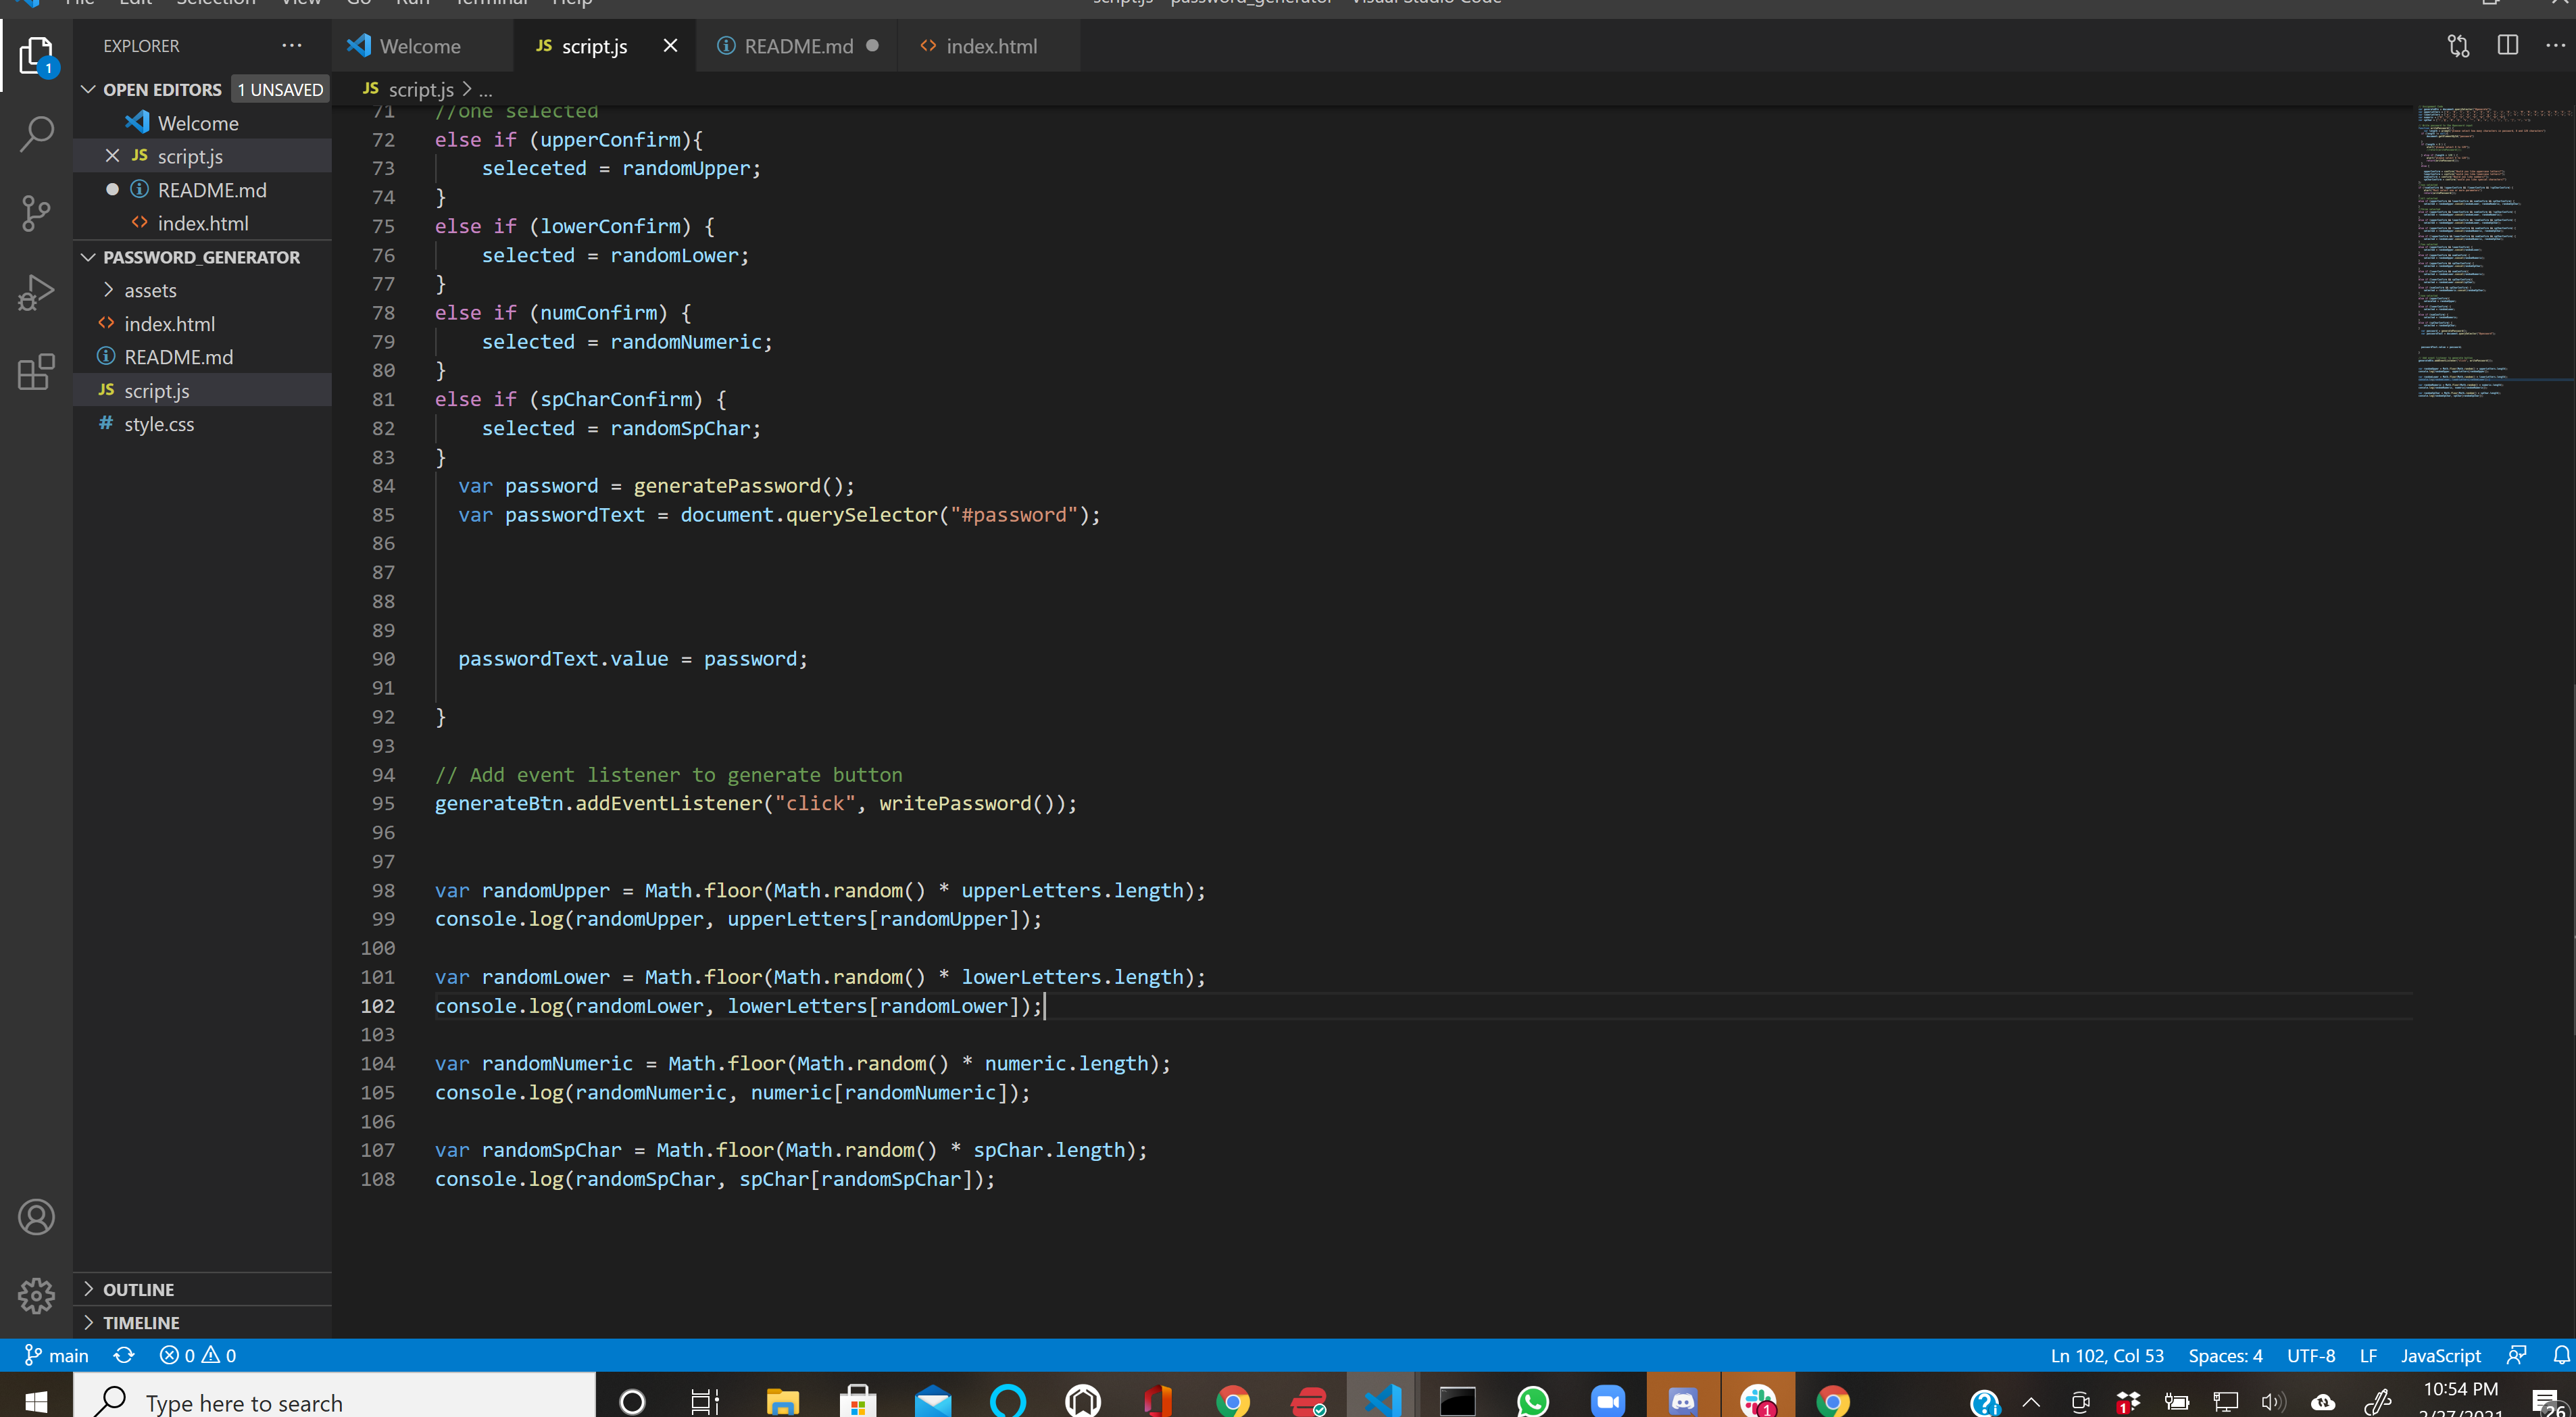 File Edit Selection View Go Run Terminal Help
script.js - password_generator - Visual Studio Code
1
EXPLORER
Welcome
JS script.js
README.md
index.html
OPEN EDITORS 1 UNSAVED
Welcome
JS script.js
README.md
index.html
PASSWORD_GENERATOR
assets
index.html
README.md
JS script.js
# style.css
OUTLINE
TIMELINE
JS script.js > ...
71 //one selected
72 else if (upperConfirm){
73 seleceted = randomUpper;
74 }
75 else if (lowerConfirm) {
76 selected = randomLower;
77 }
78 else if (numConfirm) {
79 selected = randomNumeric;
80 }
81 else if (spCharConfirm) {
82 selected = randomSpChar;
83 }
84 var password = generatePassword();
85 var passwordText = document.querySelector("#password");
86
87
88
89
90 passwordText.value = password;
91
92 }
93
94 // Add event listener to generate button
95 generateBtn.addEventListener("click", writePassword());
96
97
98 var randomUpper = Math.floor(Math.random() * upperLetters.length);
99 console.log(randomUpper, upperLetters[randomUpper]);
100
101 var randomLower = Math.floor(Math.random() * lowerLetters.length);
102 console.log(randomLower, lowerLetters[randomLower]);
103
104 var randomNumeric = Math.floor(Math.random() * numeric.length);
105 console.log(randomNumeric, numeric[randomNumeric]);
106
107 var randomSpChar = Math.floor(Math.random() * spChar.length);
108 console.log(randomSpChar, spChar[randomSpChar]);
main 0 0
Ln 102, Col 53 Spaces: 4 UTF-8 LF JavaScript
Type here to search
1
1
10:54 PM
2/27/2021
26